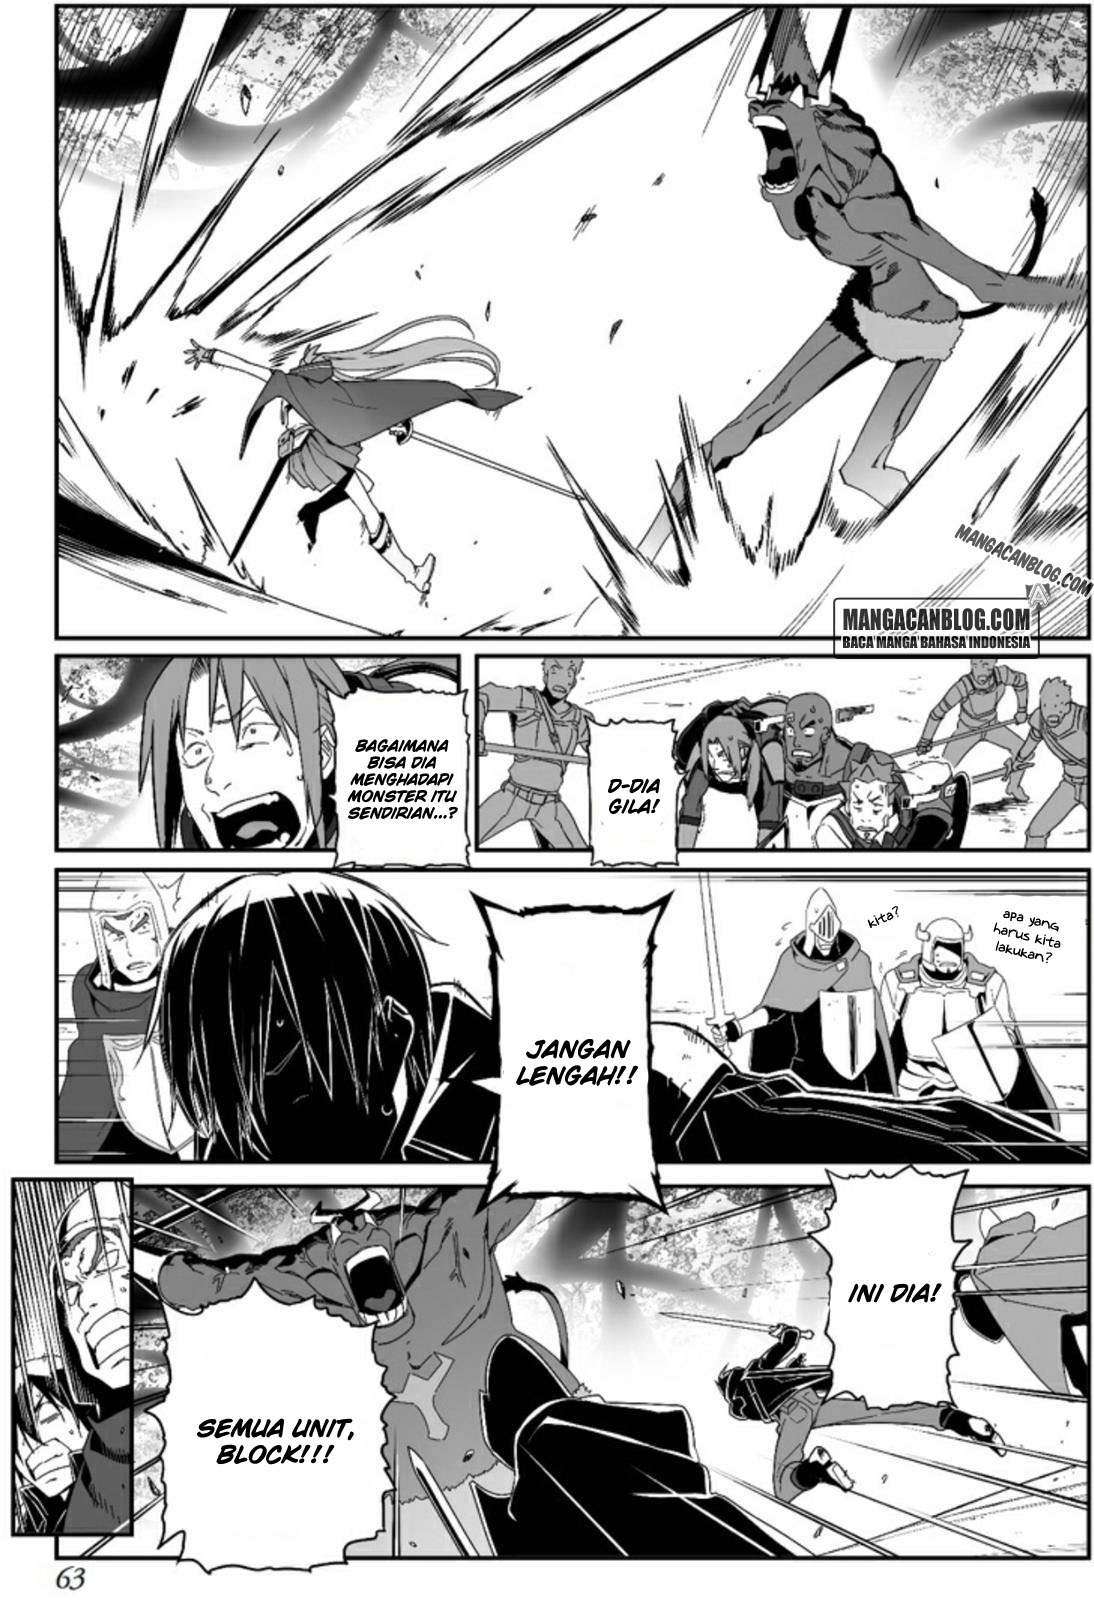 MANGACANBLOG.COM
MANGACANBLOG.COM
BACA MANGA BAHASA INDONESIA
D-DIA
GILA!
BAGAIMANA
BISA DIA
MENGHADAPI
MONSTER ITU
SENDIRIAN...?
apa yang
harus kita
lakukan?
kita?
JANGAN
LENGAH!!
INI DIA!
SEMUA UNIT,
BLOCK!!!
63